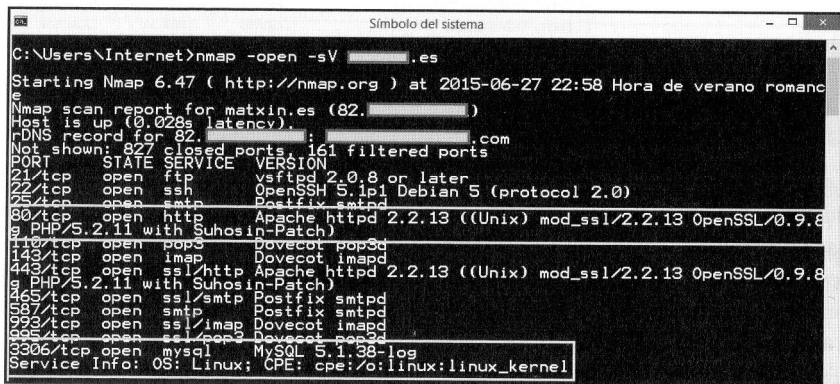 Símbolo del sistema
C:\Users\Internet>nmap -open -sV .es
Starting Nmap 6.47 ( http://nmap.org ) at 2015-06-27 22:58 Hora de verano romanc
e
Nmap scan report for matxin.es (82. )
Host is up (0.028s latency).
rDNS record for 82. : .com
Not shown: 827 closed ports, 161 filtered ports
PORT STATE SERVICE VERSION
21/tcp open ftp vsftpd 2.0.8 or later
22/tcp open ssh OpenSSH 5.1p1 Debian 5 (protocol 2.0)
25/tcp open smtp Postfix smtpd
80/tcp open http Apache httpd 2.2.13 ((Unix) mod_ssl/2.2.13 OpenSSL/0.9.8
g PHP/5.2.11 with Suhosin-Patch)
110/tcp open pop3 Dovecot pop3d
143/tcp open imap Dovecot imapd
443/tcp open ssl/http Apache httpd 2.2.13 ((Unix) mod_ssl/2.2.13 OpenSSL/0.9.8
g PHP/5.2.11 with Suhosin-Patch)
465/tcp open ssl/smtp Postfix smtpd
587/tcp open smtp Postfix smtpd
993/tcp open ssl/imap Dovecot imapd
995/tcp open ssl/pop3 Dovecot pop3d
3306/tcp open mysql MySQL 5.1.38-log
Service Info: OS: Linux; CPE: cpe:/o:linux:linux_kernel